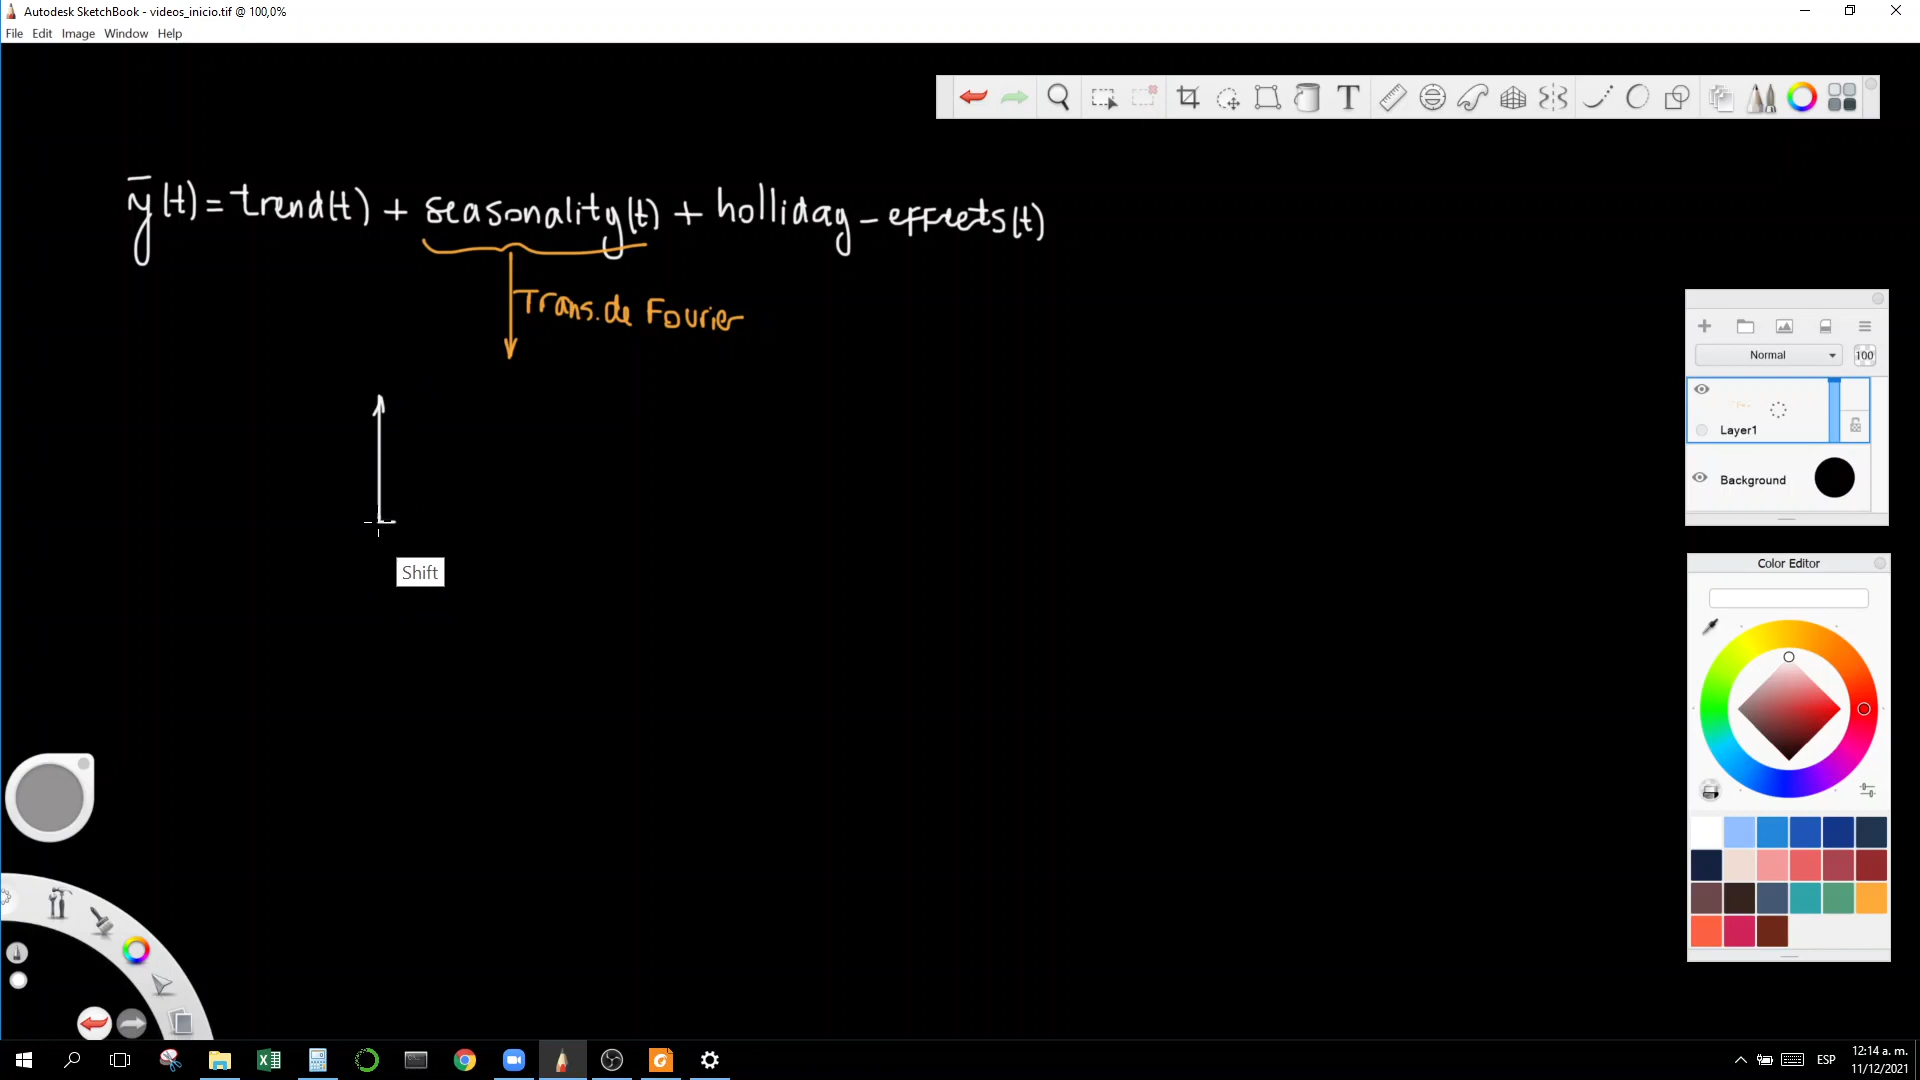 Autodesk SketchBook - videos_inicio.tif @ 100,0%
File Edit Image Window Help
T
ȳ(t) = trend(t) + seasonality(t) + holliday - effects(t)
Trans. de Fourier
Normal 100
Layer1
Background
Shift
Color Editor
ESP
12:14 a. m.
11/12/2021